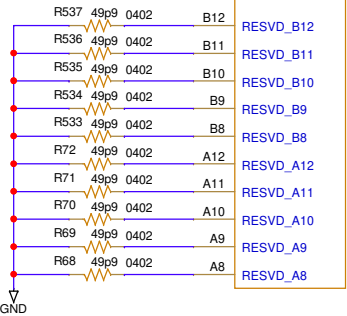 R537 49p9 0402 B12 RESVD_B12
R536 49p9 0402 B11 RESVD_B11
R535 49p9 0402 B10 RESVD_B10
R534 49p9 0402 B9 RESVD_B9
R533 49p9 0402 B8 RESVD_B8
R72 49p9 0402 A12 RESVD_A12
R71 49p9 0402 A11 RESVD_A11
R70 49p9 0402 A10 RESVD_A10
R69 49p9 0402 A9 RESVD_A9
R68 49p9 0402 A8 RESVD_A8
GND